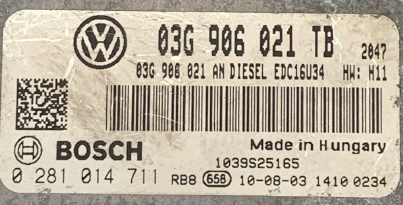 03G 906 021 TB 2047
03G 906 021 AN DIESEL EDC16U34 HW: H11
Made in Hungary
BOSCH
1039S25165
0 281 014 711 RB8 65B 10-08-03 1410 0234